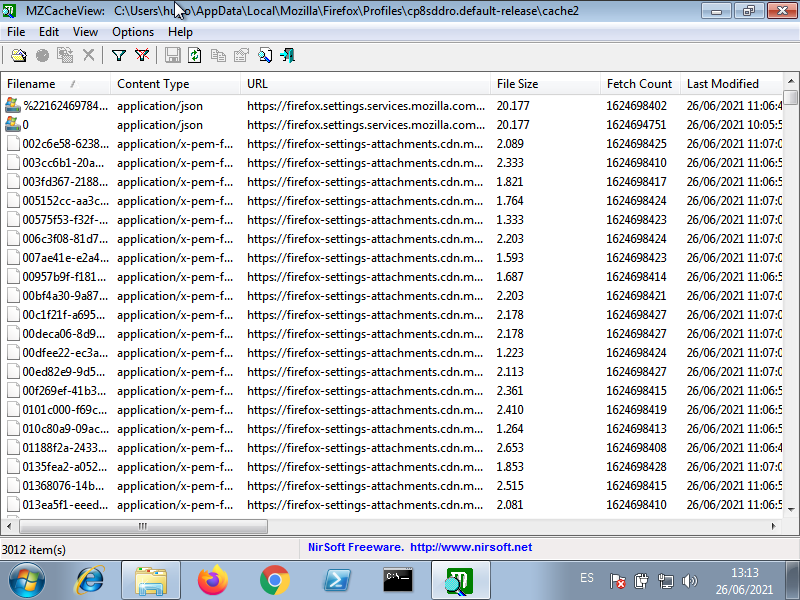 MZCacheView: C:\Users\hugo\AppData\Local\Mozilla\Firefox\Profiles\cp8sddro.default-release\cache2
File Edit View Options Help
Filename / Content Type URL File Size Fetch Count Last Modified
%22162469784... application/json https://firefox.settings.services.mozilla.com... 20.177 1624698402 26/06/2021 11:06:4
0 application/json https://firefox.settings.services.mozilla.com... 20.177 1624694751 26/06/2021 10:05:5
002c6e58-6238... application/x-pem-f... https://firefox-settings-attachments.cdn.m... 2.089 1624698425 26/06/2021 11:07:0
003cc6b1-20a... application/x-pem-f... https://firefox-settings-attachments.cdn.m... 2.333 1624698410 26/06/2021 11:06:5
003fd367-2188... application/x-pem-f... https://firefox-settings-attachments.cdn.m... 1.821 1624698417 26/06/2021 11:06:5
005152cc-aa3c... application/x-pem-f... https://firefox-settings-attachments.cdn.m... 1.764 1624698424 26/06/2021 11:07:0
00575f53-f32f-... application/x-pem-f... https://firefox-settings-attachments.cdn.m... 1.333 1624698423 26/06/2021 11:07:0
006c3f08-81d7... application/x-pem-f... https://firefox-settings-attachments.cdn.m... 2.203 1624698424 26/06/2021 11:07:0
007ae41e-e2a4... application/x-pem-f... https://firefox-settings-attachments.cdn.m... 1.593 1624698423 26/06/2021 11:07:0
00957b9f-f181... application/x-pem-f... https://firefox-settings-attachments.cdn.m... 1.687 1624698414 26/06/2021 11:06:5
00bf4a30-9a87... application/x-pem-f... https://firefox-settings-attachments.cdn.m... 2.203 1624698421 26/06/2021 11:07:0
00c1f21f-a695... application/x-pem-f... https://firefox-settings-attachments.cdn.m... 2.178 1624698427 26/06/2021 11:07:0
00deca06-8d9... application/x-pem-f... https://firefox-settings-attachments.cdn.m... 2.178 1624698427 26/06/2021 11:07:0
00dfee22-ec3a... application/x-pem-f... https://firefox-settings-attachments.cdn.m... 1.223 1624698424 26/06/2021 11:07:0
00ed82e9-9d5... application/x-pem-f... https://firefox-settings-attachments.cdn.m... 2.113 1624698427 26/06/2021 11:07:0
00f269ef-41b3... application/x-pem-f... https://firefox-settings-attachments.cdn.m... 2.361 1624698415 26/06/2021 11:06:5
0101c000-f69c... application/x-pem-f... https://firefox-settings-attachments.cdn.m... 2.410 1624698419 26/06/2021 11:06:5
010c80a9-09ac... application/x-pem-f... https://firefox-settings-attachments.cdn.m... 1.264 1624698413 26/06/2021 11:06:5
01188f2a-2433... application/x-pem-f... https://firefox-settings-attachments.cdn.m... 2.653 1624698408 26/06/2021 11:06:5
0135fea2-a052... application/x-pem-f... https://firefox-settings-attachments.cdn.m... 1.853 1624698428 26/06/2021 11:07:0
01368076-14b... application/x-pem-f... https://firefox-settings-attachments.cdn.m... 2.515 1624698415 26/06/2021 11:06:5
013ea5f1-eeed... application/x-pem-f... https://firefox-settings-attachments.cdn.m... 2.081 1624698410 26/06/2021 11:06:5
3012 item(s) NirSoft Freeware. http://www.nirsoft.net
C:\_
ES
13:13
26/06/2021